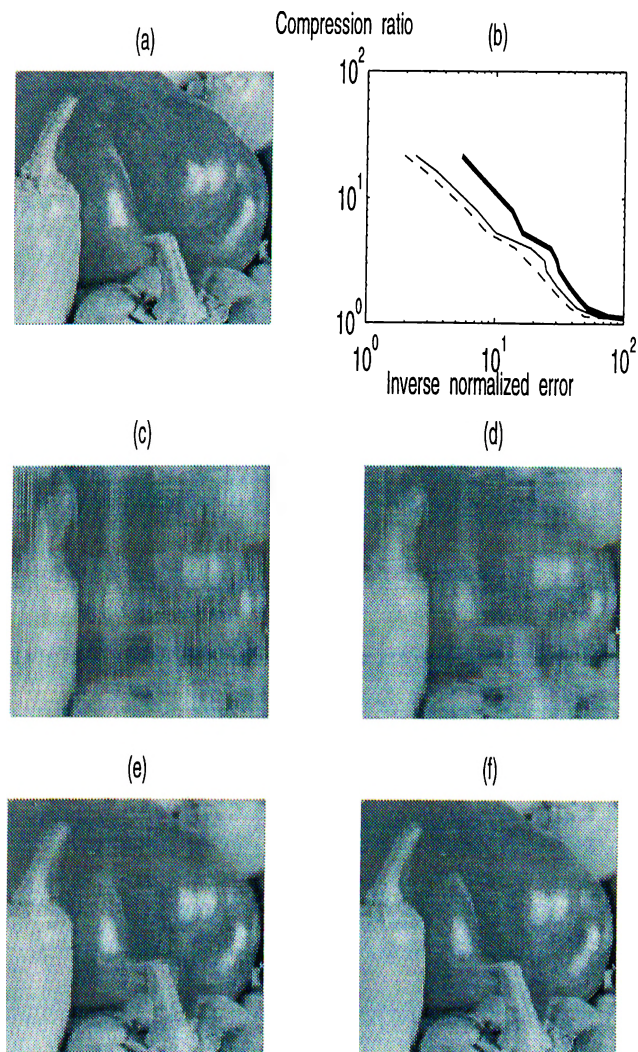 (a)
Compression ratio
(b)
10^2
10^1
10^0
10^0
10^1
10^2
Inverse normalized error
(c)
(d)
(e)
(f)